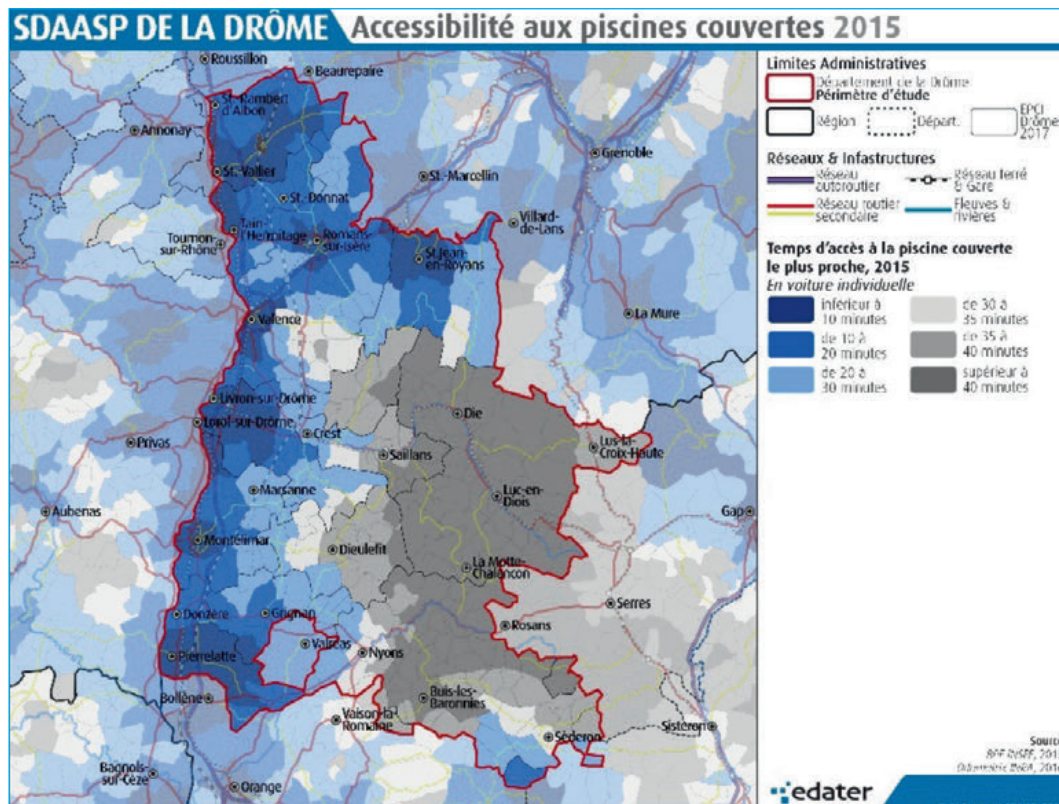 SDAASP DE LA DRÔME Accessibilité aux piscines couvertes 2015
Limites Administratives
Département de la Drôme
Périmètre d'étude
Région
Départ.
EPCI
Drôme
2017
Réseaux & Infastructures
Réseau
autoroutier
Réseau ferré
& Gare
Réseau routier
secondaire
Fleuves &
rivières
Temps d'accès à la piscine couverte
le plus proche, 2015
En voiture individuelle
inférieur à
10 minutes
de 10 à
20 minutes
de 20 à
30 minutes
de 30 à
35 minutes
de 35 à
40 minutes
supérieur à
40 minutes
Roussillon
Beaurepaire
St.-Rambert
d'Albon
Annonay
Grenoble
St.-Vallier
St.-Marcellin
St.-Donnat
Villard-
de-Lans
Tain-
l'Hermitage
Tournon-
sur-Rhône
Romans-
sur-Isère
St.Jean-
en-Royans
La Mure
Valence
Livron-sur-Drôme
Die
Loriol-sur-Drôme
Crest
Privas
Lus-la-
Croix-Haute
Saillans
Marsanne
Luc-en-
Diois
Aubenas
Gap
Montélimar
Dieulefit
La Motte-
Chalancon
Donzère
Grignan
Serres
Rosans
Valréas
Nyons
Pierrelatte
Bollène
Buis-les-
Baronnies
Vaison-la-
Romaine
Sisteron
Séderon
Bagnols-
sur-Cèze
Orange
edater